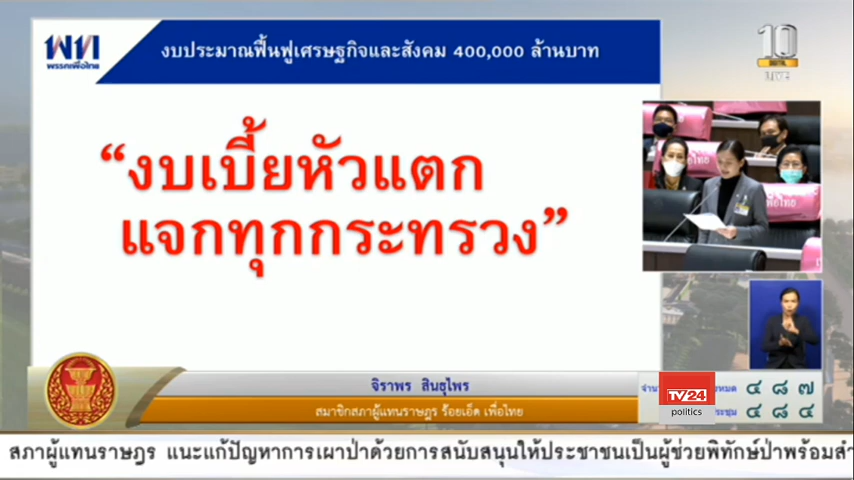 พท
พรรคเพื่อไทย
งบประมาณฟื้นฟูเศรษฐกิจและสังคม 400,000 ล้านบาท
10
DIGITAL
LIVE
“งบเบี้ยหัวแตก
แจกทุกกระทรวง”
จิราพร สินธุไพร
สมาชิกสภาผู้แทนราษฎร ร้อยเอ็ด เพื่อไทย
๔๘๗
TV24
politics
๔๘๔
สภาผู้แทนราษฎร แนะแก้ปัญหาการเผาป่าด้วยการสนับสนุนให้ประชาชนเป็นผู้ช่วยพิทักษ์ป่าพร้อมสำ